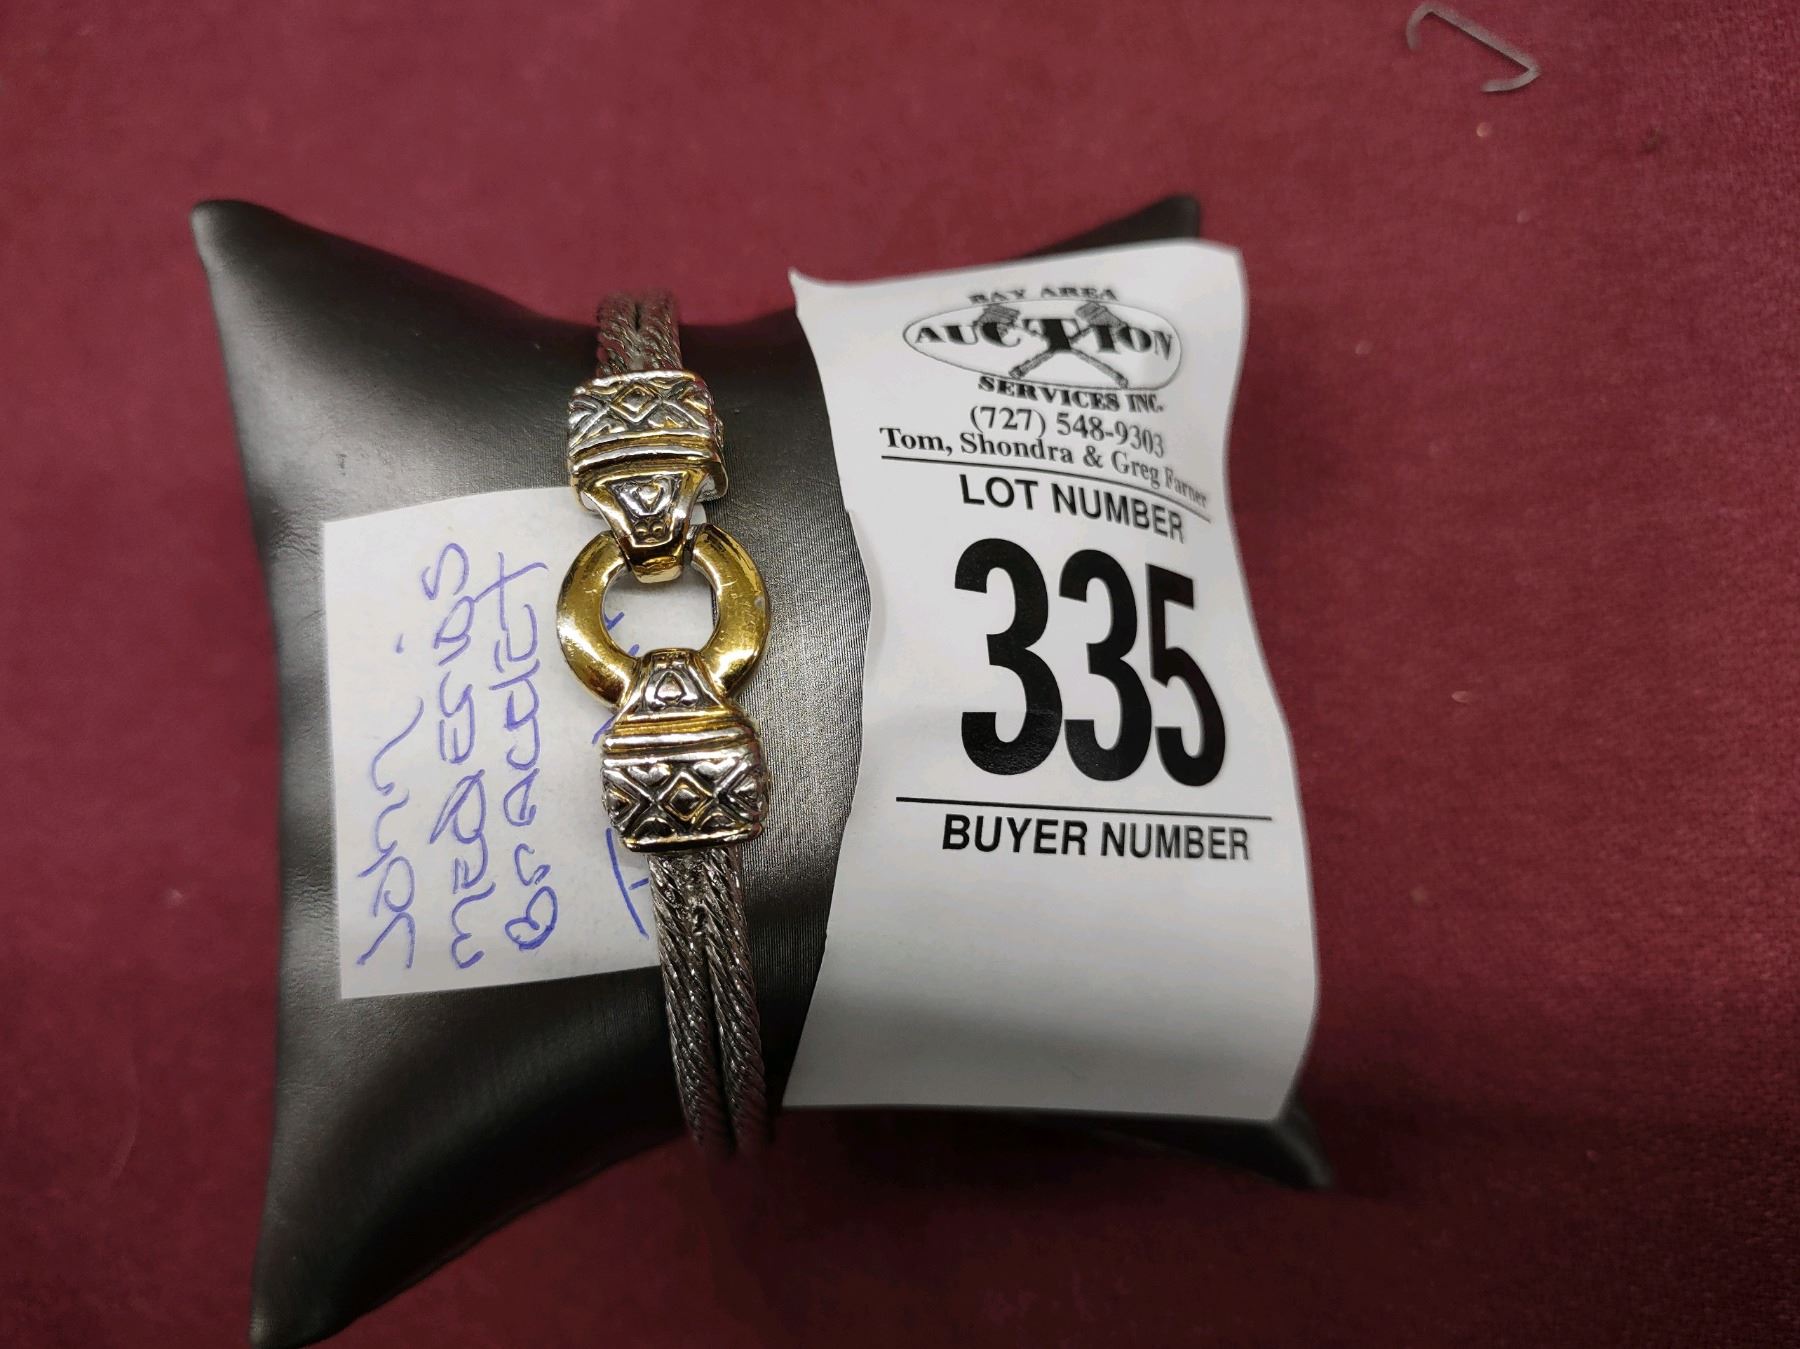 John
Medeiros
Bracelet
BAY AREA
AUCTION
SERVICES INC.
(727) 548-9303
Tom, Shondra & Greg Farner
LOT NUMBER
335
BUYER NUMBER